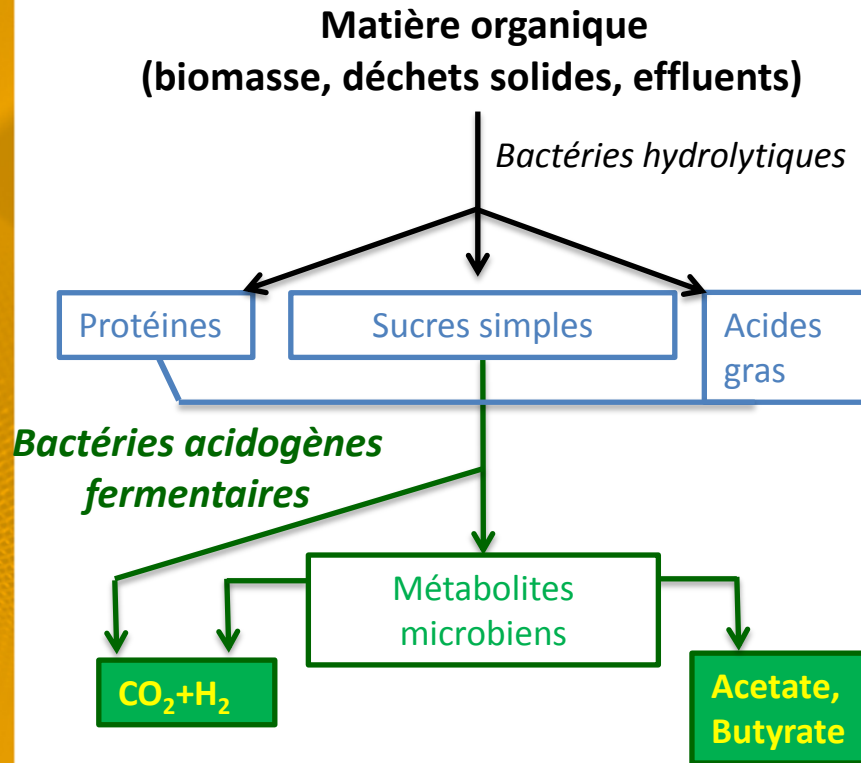 Matière organique
(biomasse, déchets solides, effluents)
Bactéries hydrolytiques
Protéines
Sucres simples
Acides
gras
Bactéries acidogènes
fermentaires
Métabolites
microbiens
CO₂+H₂
Acetate,
Butyrate